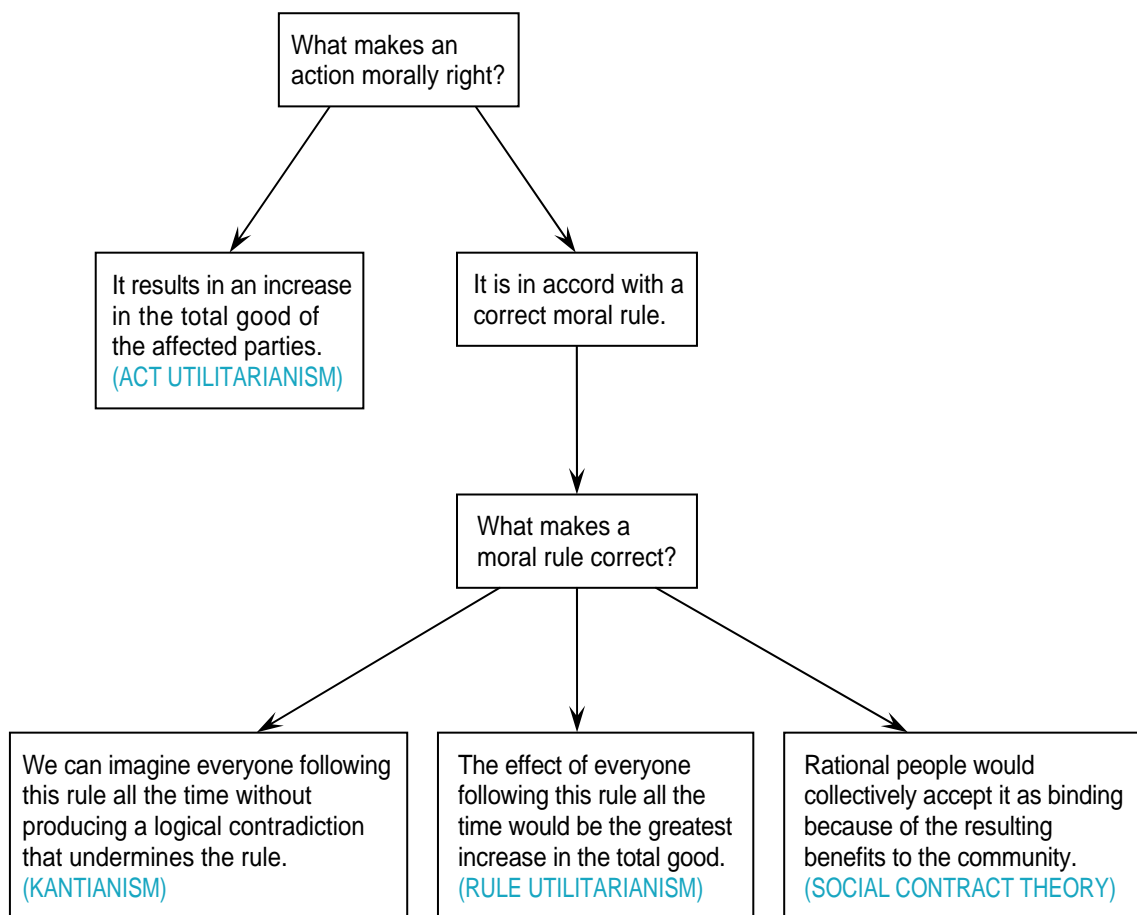 What makes an
action morally right?
It results in an increase
in the total good of
the affected parties.
(ACT UTILITARIANISM)
It is in accord with a
correct moral rule.
What makes a
moral rule correct?
We can imagine everyone following
this rule all the time without
producing a logical contradiction
that undermines the rule.
(KANTIANISM)
The effect of everyone
following this rule all the
time would be the greatest
increase in the total good.
(RULE UTILITARIANISM)
Rational people would
collectively accept it as binding
because of the resulting
benefits to the community.
(SOCIAL CONTRACT THEORY)